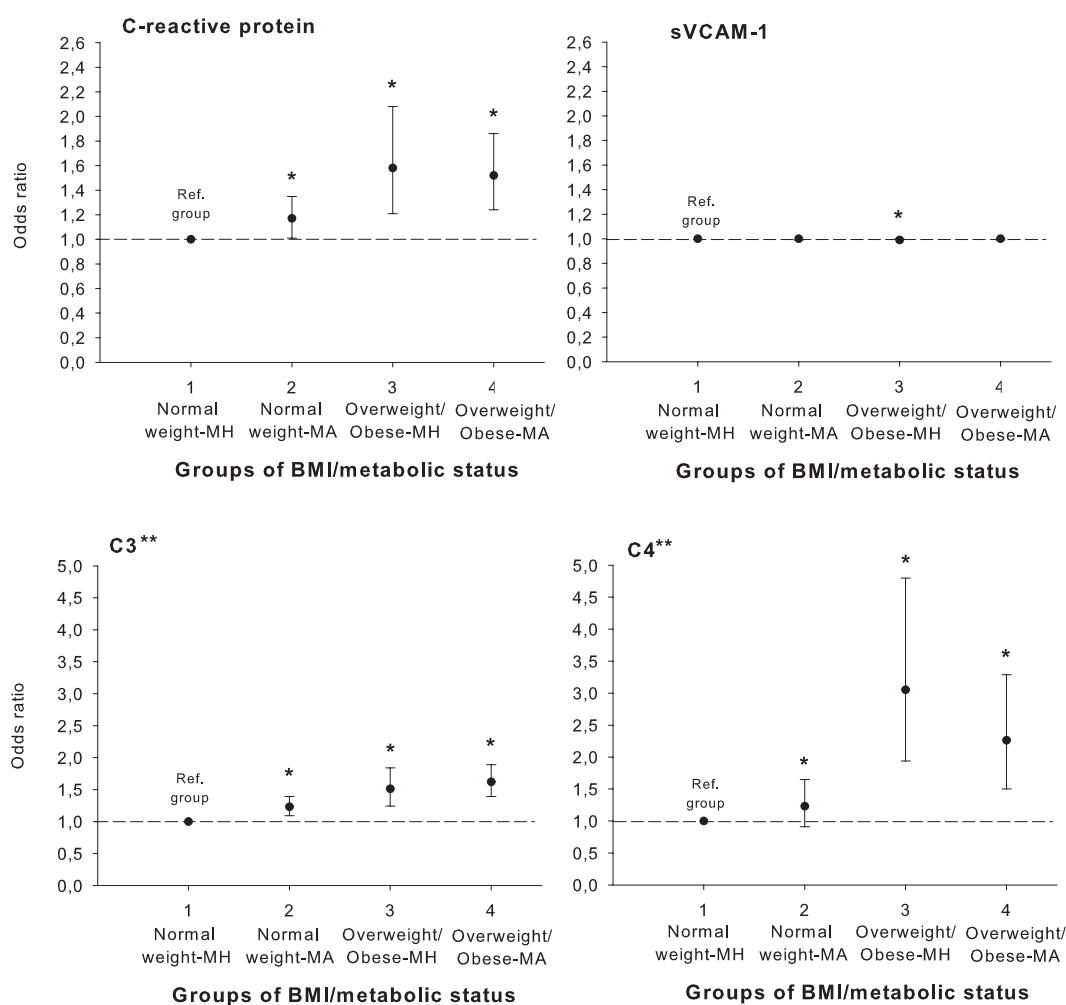 C-reactive protein
2,6
2,4
2,2
2,0
1,8
1,6
1,4
1,2
1,0
0,8
0,6
0,4
0,2
0,0
Odds ratio
Ref.
group
*
*
*
1 2 3 4
Normal Normal Overweight/ Overweight/
weight-MH weight-MA Obese-MH Obese-MA
Groups of BMI/metabolic status
sVCAM-1
2,6
2,4
2,2
2,0
1,8
1,6
1,4
1,2
1,0
0,8
0,6
0,4
0,2
0,0
Ref.
group
*
1 2 3 4
Normal Normal Overweight/ Overweight/
weight-MH weight-MA Obese-MH Obese-MA
Groups of BMI/metabolic status
C3**
5,0
4,5
4,0
3,5
3,0
2,5
2,0
1,5
1,0
0,5
0,0
Odds ratio
Ref.
group
*
*
*
1 2 3 4
Normal Normal Overweight/ Overweight/
weight-MH weight-MA Obese-MH Obese-MA
Groups of BMI/metabolic status
C4**
5,0
4,5
4,0
3,5
3,0
2,5
2,0
1,5
1,0
0,5
0,0
Ref.
group
*
*
*
1 2 3 4
Normal Normal Overweight/ Overweight/
weight-MH weight-MA Obese-MH Obese-MA
Groups of BMI/metabolic status